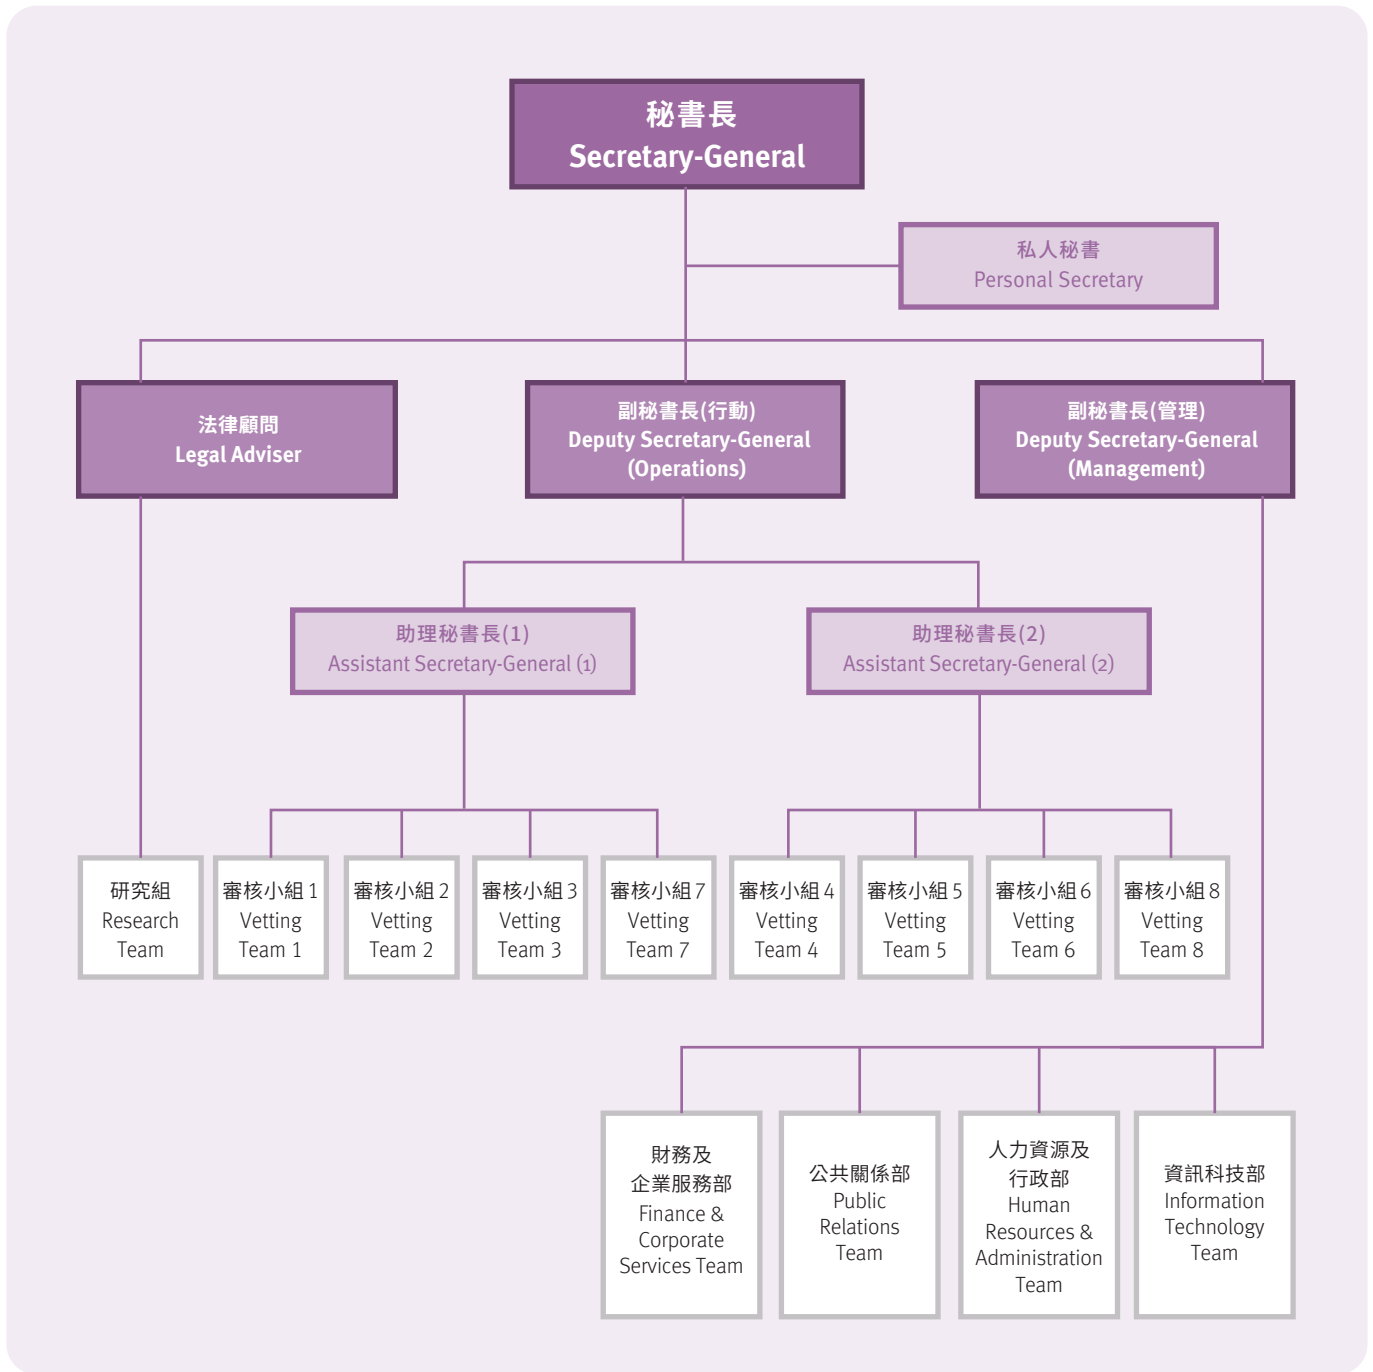 秘書長
Secretary-General
私人秘書
Personal Secretary
法律顧問
Legal Adviser
副秘書長(行動)
Deputy Secretary-General
(Operations)
副秘書長(管理)
Deputy Secretary-General
(Management)
助理秘書長(1)
Assistant Secretary-General (1)
助理秘書長(2)
Assistant Secretary-General (2)
研究組
Research
Team
審核小組 1
Vetting
Team 1
審核小組 2
Vetting
Team 2
審核小組 3
Vetting
Team 3
審核小組 7
Vetting
Team 7
審核小組 4
Vetting
Team 4
審核小組 5
Vetting
Team 5
審核小組 6
Vetting
Team 6
審核小組 8
Vetting
Team 8
財務及
企業服務部
Finance &
Corporate
Services Team
公共關係部
Public
Relations
Team
人力資源及
行政部
Human
Resources &
Administration
Team
資訊科技部
Information
Technology
Team